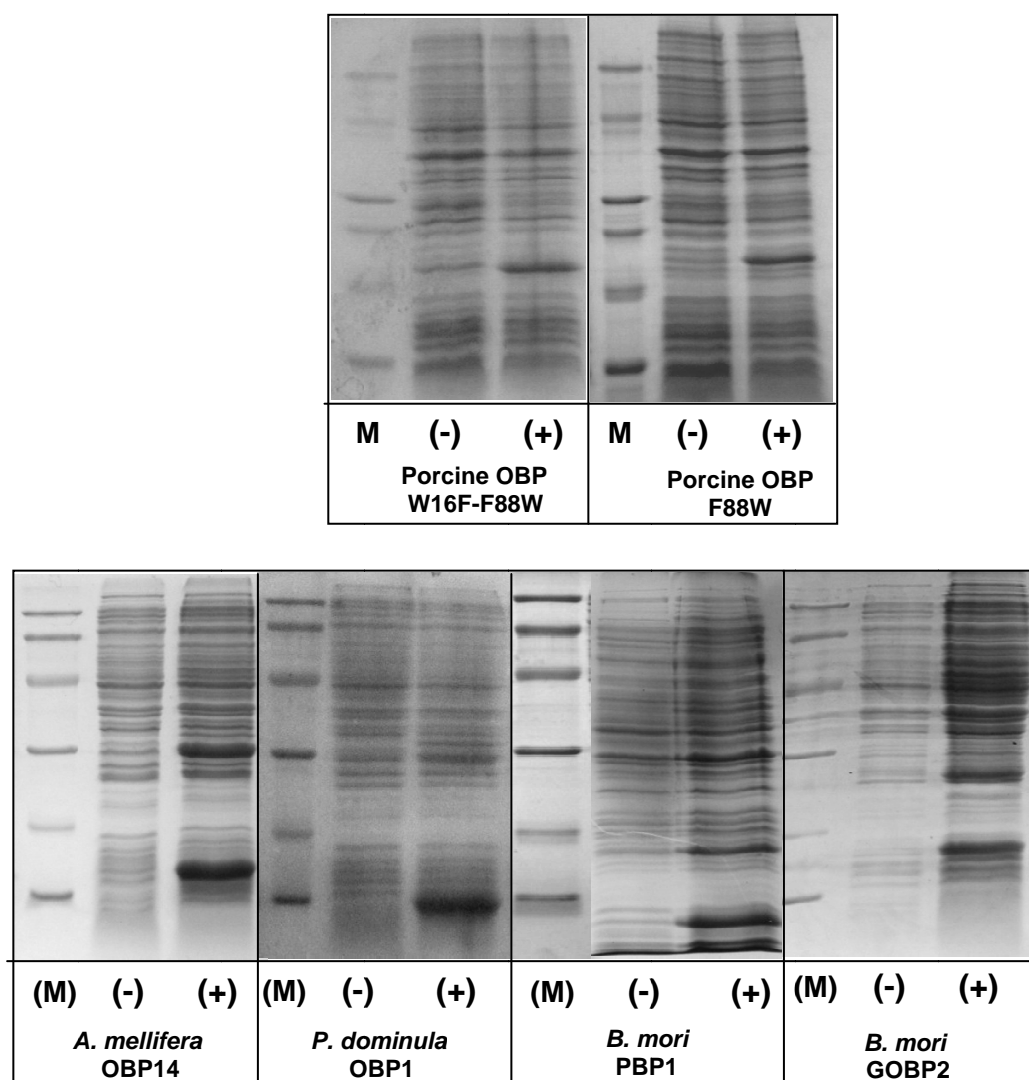 M (-) (+) M (-) (+)
Porcine OBP
W16F-F88W
Porcine OBP
F88W
(M) (-) (+) (M) (-) (+) (M) (-) (+) (M) (-) (+)
A. mellifera
OBP14
P. dominula
OBP1
B. mori
PBP1
B. mori
GOBP2